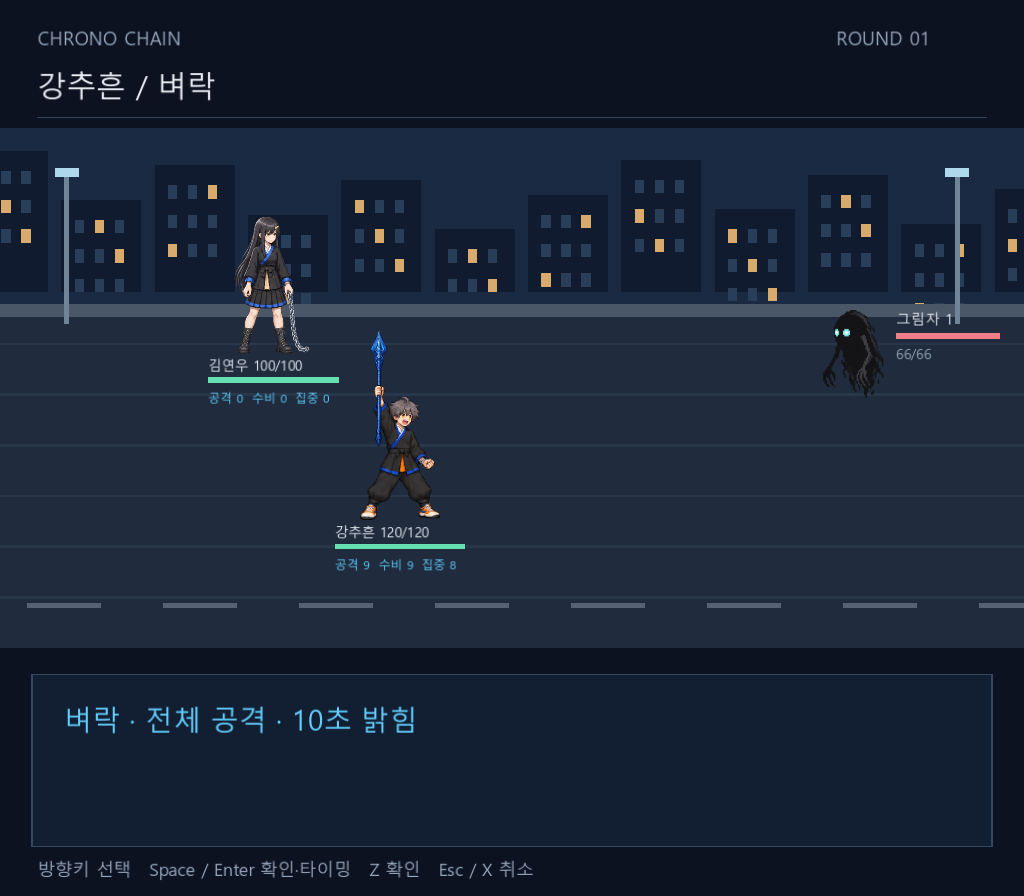 CHRONO CHAIN
ROUND 01
강추흔 / 벼락
그림자 1
66/66
김연우 100/100
공격 0 수비 0 집중 0
강추흔 120/120
공격 9 수비 9 집중 8
벼락 · 전체 공격 · 10초 밝힘
방향키 선택 Space / Enter 확인·타이밍 Z 확인 Esc / X 취소